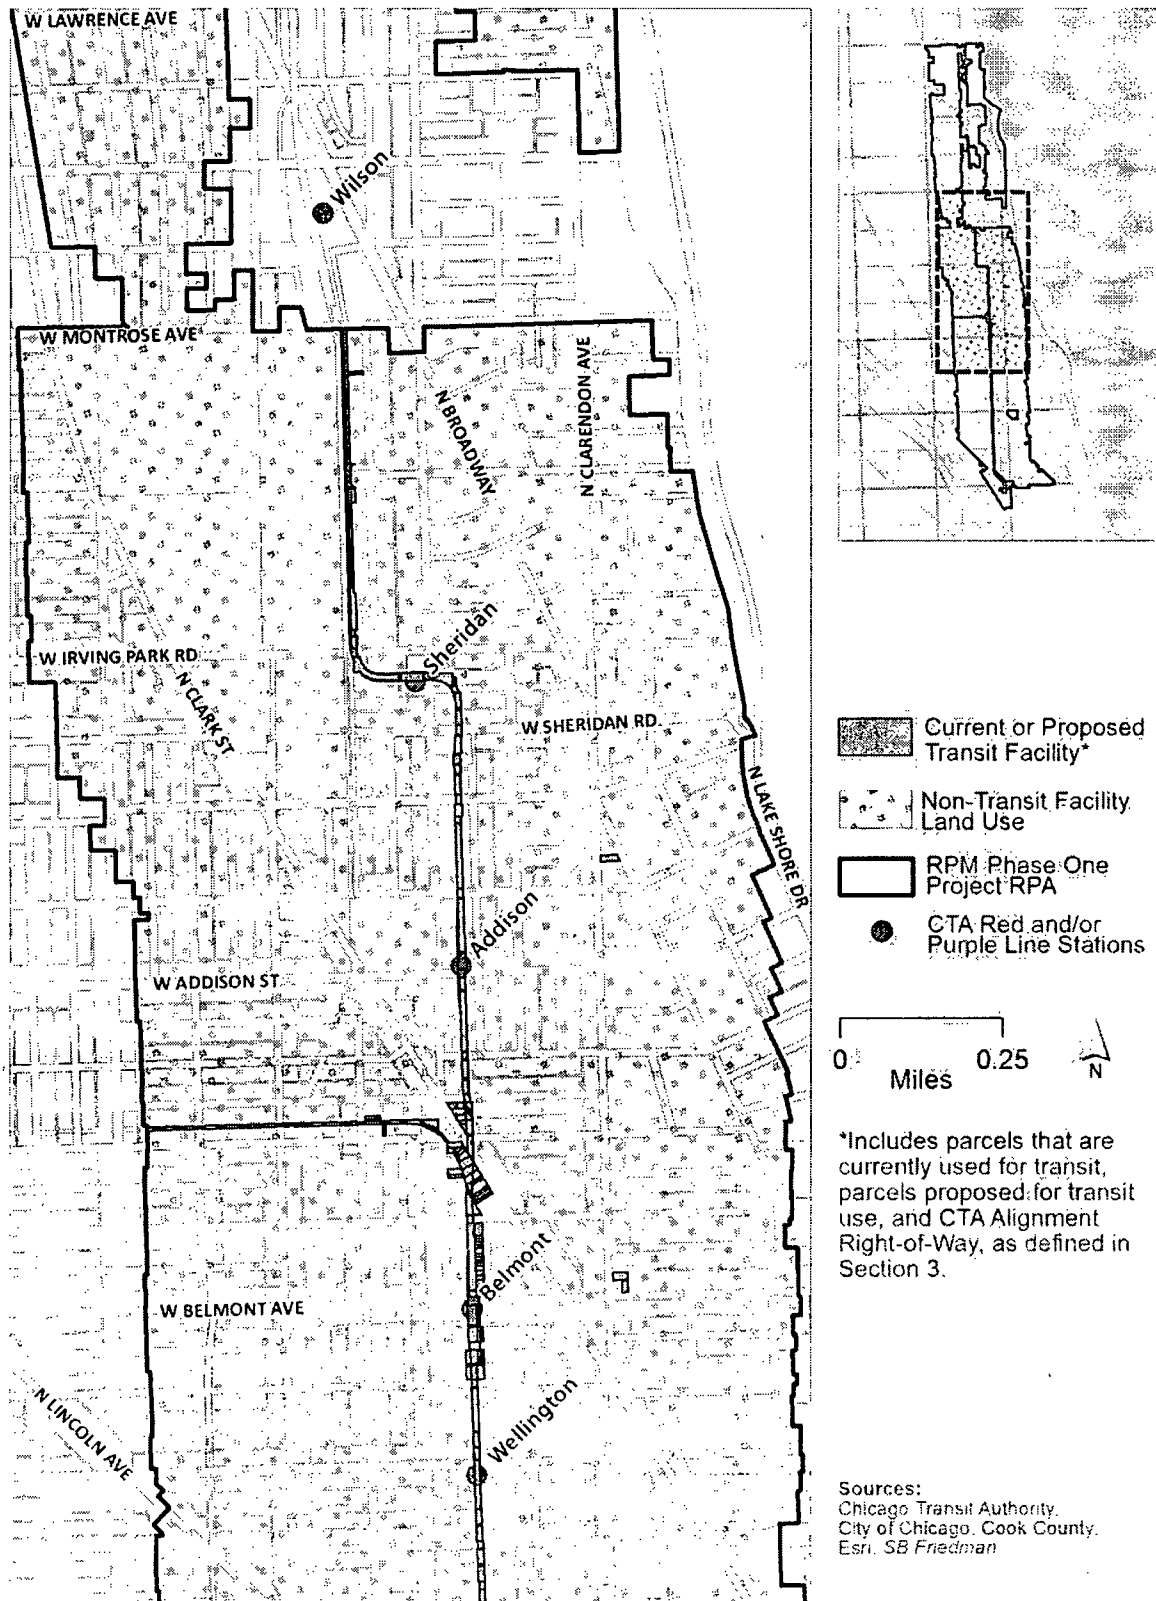 W LAWRENCE AVE
Wilson
W MONTROSE AVE
N BROADWAY
N CLARENDON AVE
Sheridan
W IRVING PARK RD
N CLARK ST
W SHERIDAN RD
N LAKE SHORE DR
Addison
W ADDISON ST
Belmont
W BELMONT AVE
Wellington
N LINCOLN AVE
Current or Proposed
Transit Facility*
Non-Transit Facility
Land Use
RPM Phase One
Project RPA
CTA Red and/or
Purple Line Stations
0 0.25
Miles
N
*Includes parcels that are
currently used for transit,
parcels proposed for transit
use, and CTA Alignment
Right-of-Way, as defined in
Section 3.
Sources:
Chicago Transit Authority,
City of Chicago, Cook County,
Esri, SB Friedman